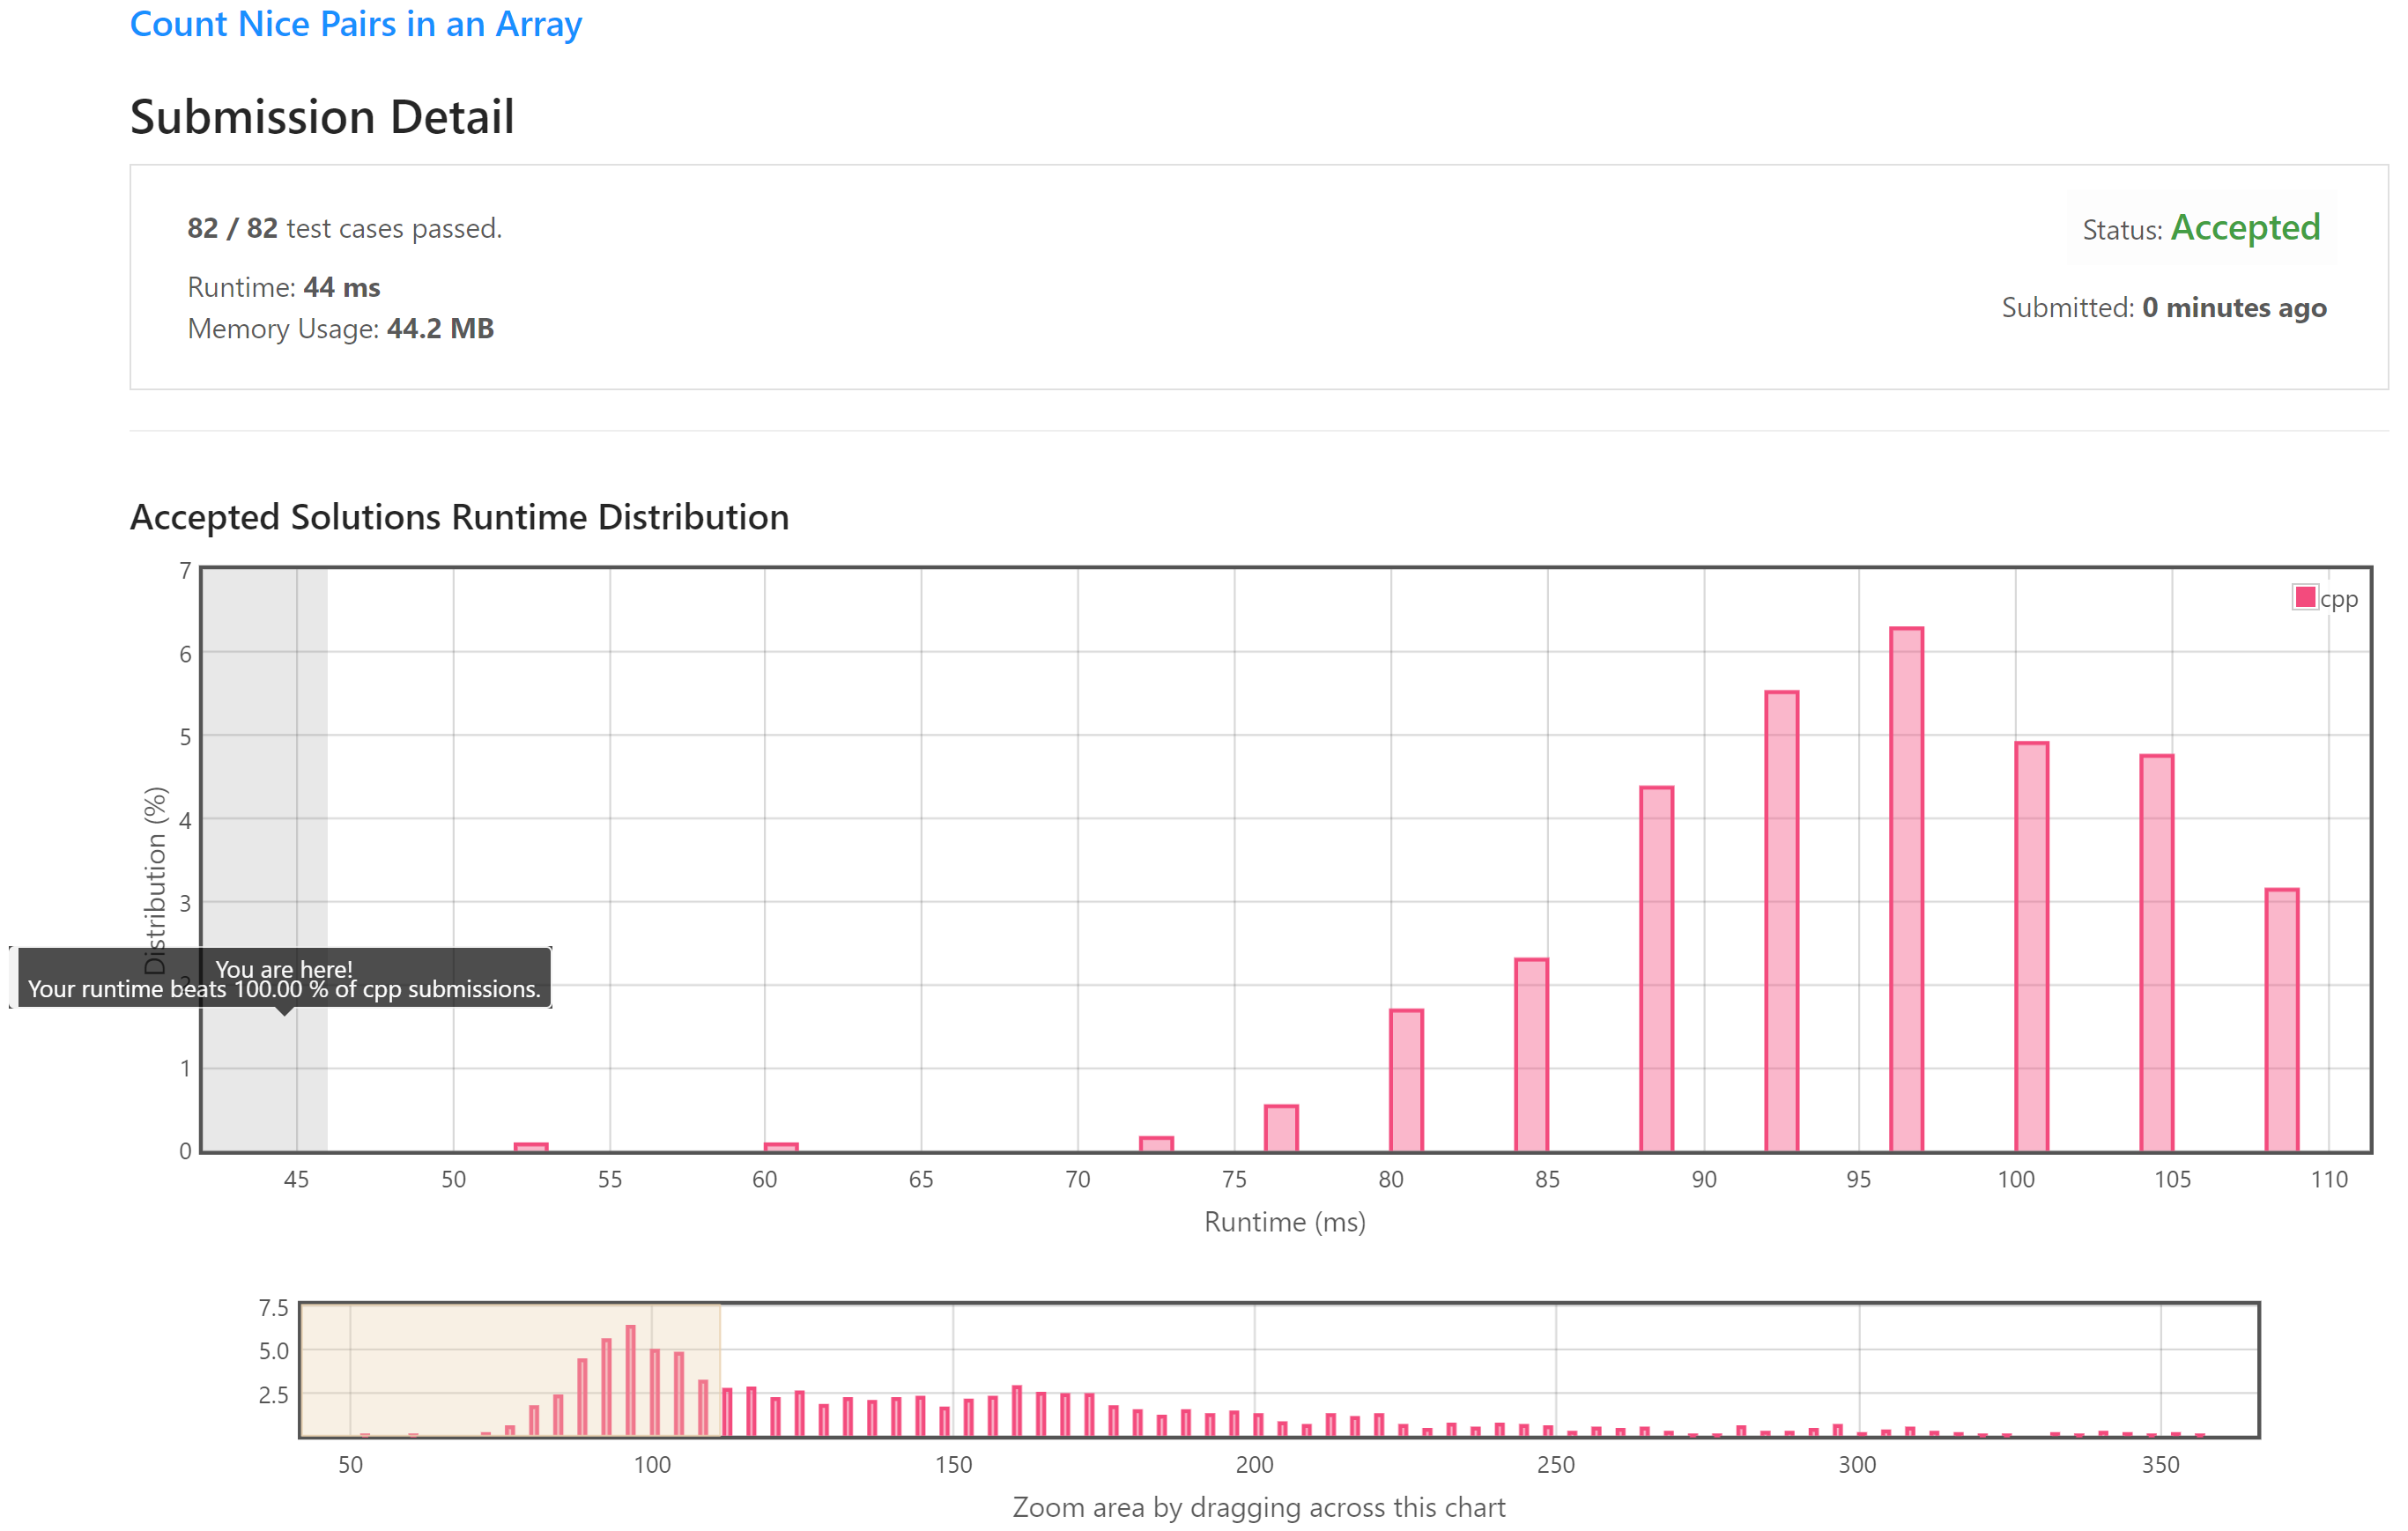 Count Nice Pairs in an Array
Submission Detail
82 / 82 test cases passed.
Status: Accepted
Runtime: 44 ms
Submitted: 0 minutes ago
Memory Usage: 44.2 MB
Accepted Solutions Runtime Distribution
7
cpp
6
5
4
3
2
1
0
Distribution (%)
You are here!
Your runtime beats 100.00 % of cpp submissions.
45 50 55 60 65 70 75 80 85 90 95 100 105 110
Runtime (ms)
7.5
5.0
2.5
50 100 150 200 250 300 350
Zoom area by dragging across this chart